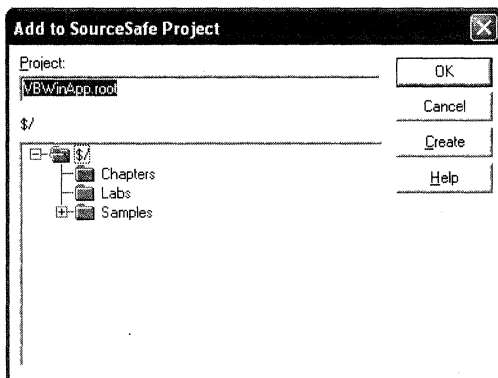 Add to SourceSafe Project
Project:
VBWinApp.root
$/
$/
Chapters
Labs
Samples
OK
Cancel
Create
Help